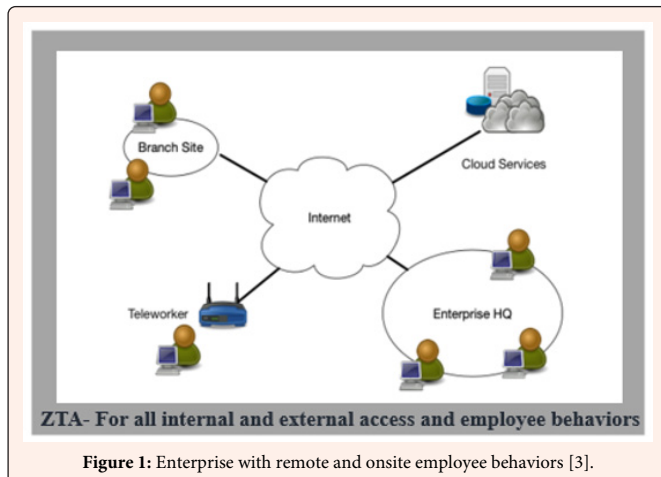 Branch Site
Cloud Services
Internet
Teleworker
Enterprise HQ
ZTA- For all internal and external access and employee behaviors
Figure 1: Enterprise with remote and onsite employee behaviors [3].